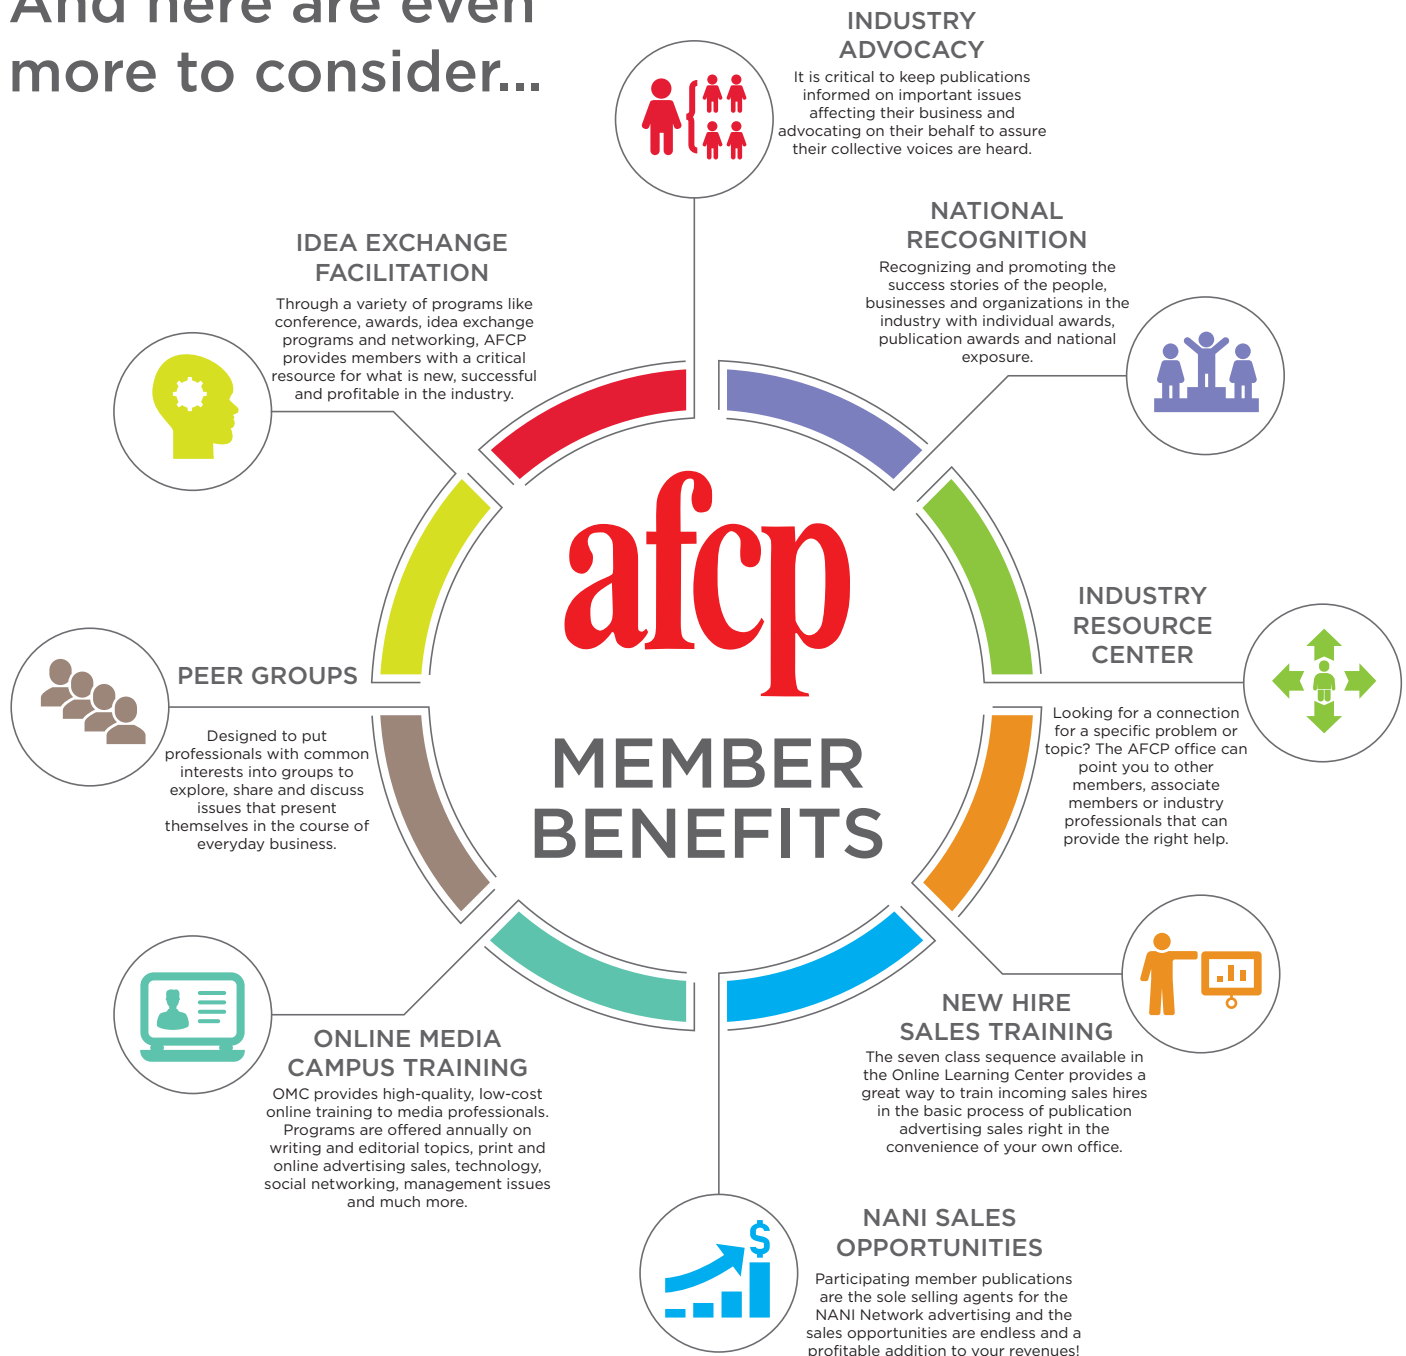 And here are even
more to consider...
INDUSTRY
ADVOCACY
It is critical to keep publications
informed on important issues
affecting their business and
advocating on their behalf to assure
their collective voices are heard.
NATIONAL
RECOGNITION
Recognizing and promoting the
success stories of the people,
businesses and organizations in the
industry with individual awards,
publication awards and national
exposure.
IDEA EXCHANGE
FACILITATION
Through a variety of programs like
conference, awards, idea exchange
programs and networking, AFCP
provides members with a critical
resource for what is new, successful
and profitable in the industry.
afcp
MEMBER
BENEFITS
INDUSTRY
RESOURCE
CENTER
Looking for a connection
for a specific problem or
topic? The AFCP office can
point you to other
members, associate
members or industry
professionals that can
provide the right help.
PEER GROUPS
Designed to put
professionals with common
interests into groups to
explore, share and discuss
issues that present
themselves in the course of
everyday business.
NEW HIRE
SALES TRAINING
The seven class sequence available in
the Online Learning Center provides a
great way to train incoming sales hires
in the basic process of publication
advertising sales right in the
convenience of your own office.
ONLINE MEDIA
CAMPUS TRAINING
OMC provides high-quality, low-cost
online training to media professionals.
Programs are offered annually on
writing and editorial topics, print and
online advertising sales, technology,
social networking, management issues
and much more.
$
NANI SALES
OPPORTUNITIES
Participating member publications
are the sole selling agents for the
NANI Network advertising and the
sales opportunities are endless and a
profitable addition to your revenues!